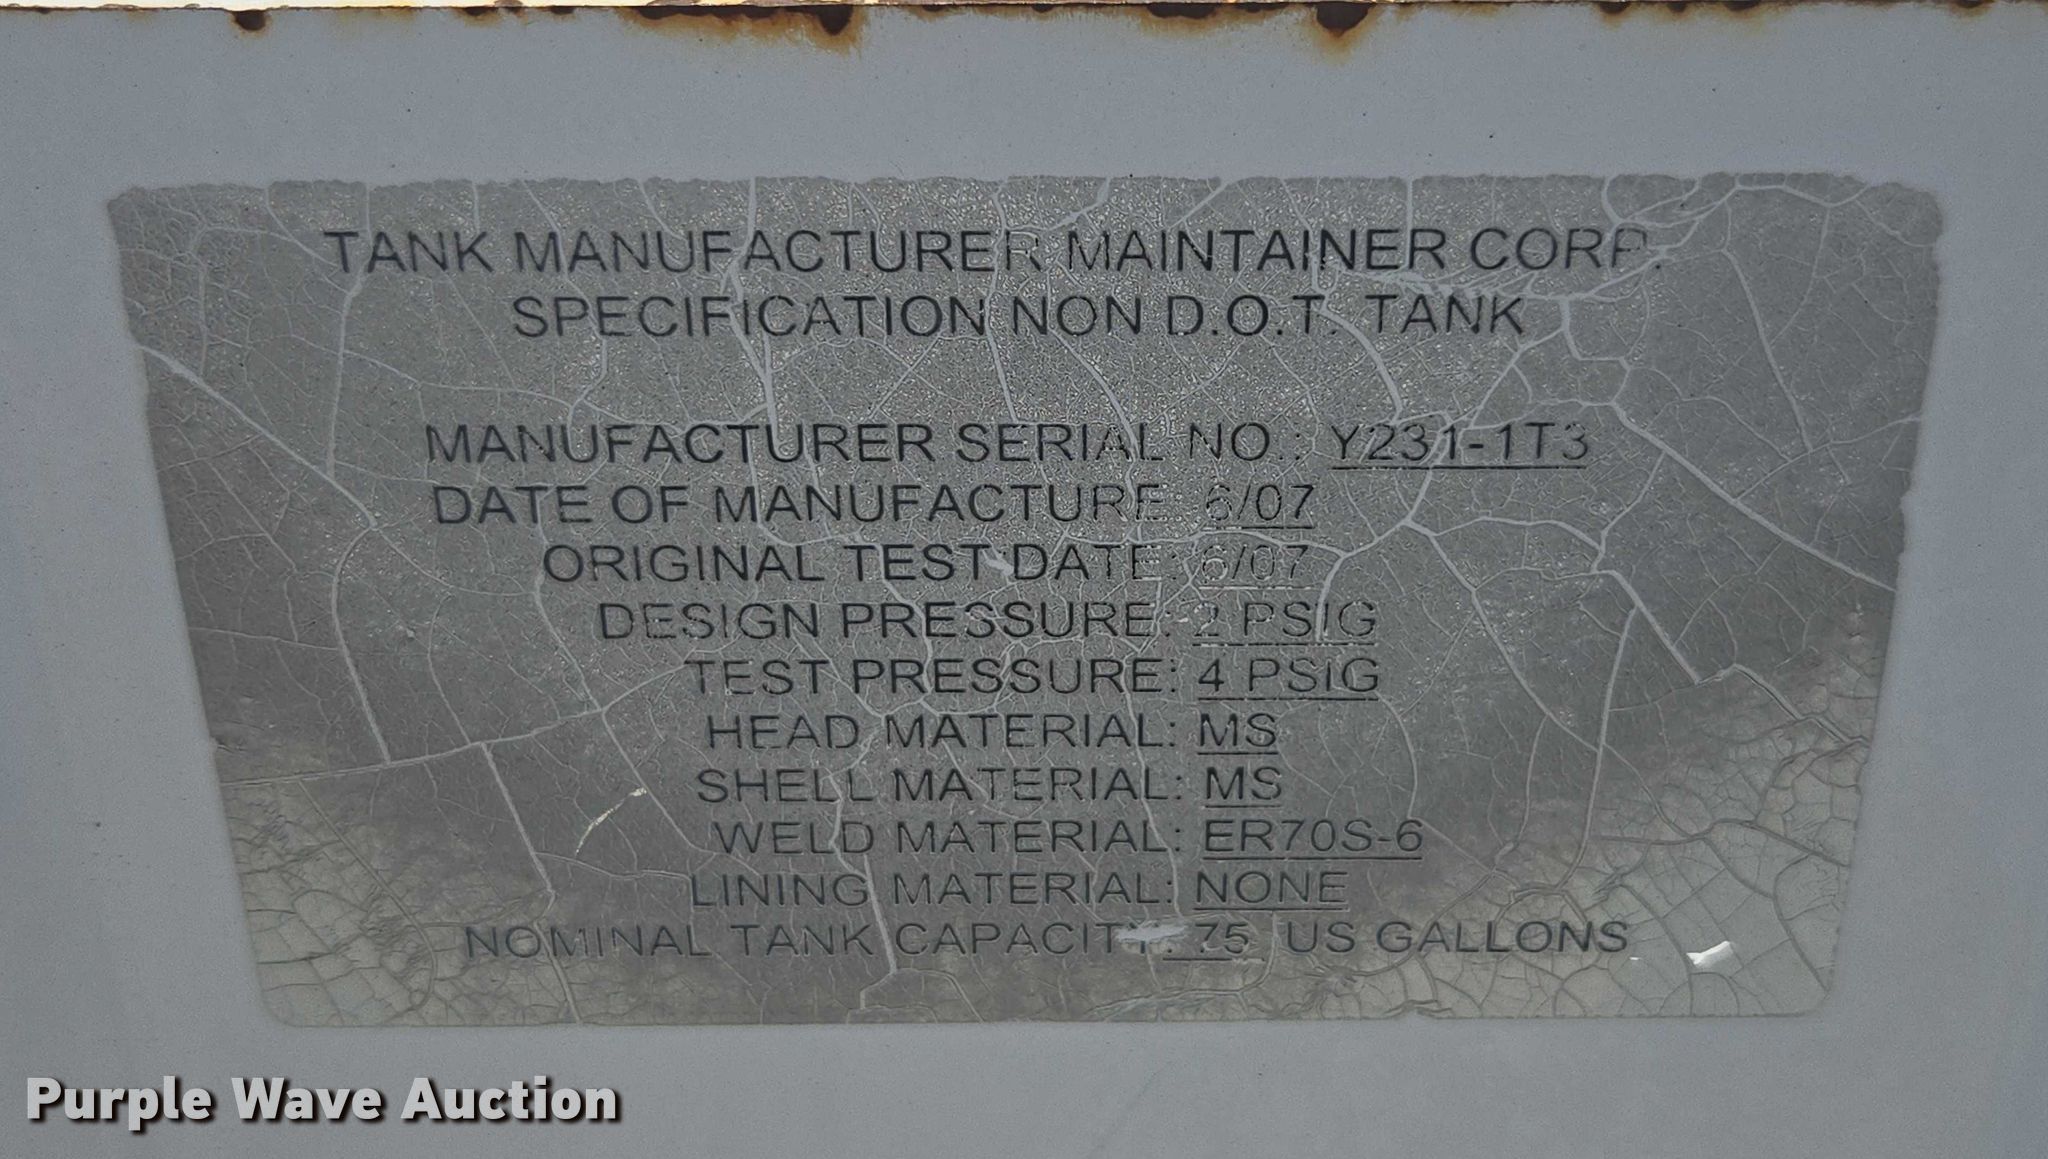 TANK MANUFACTURER MAINTAINER CORP.
SPECIFICATION NON D.O.T. TANK
MANUFACTURER SERIAL NO.: Y231-1T3
DATE OF MANUFACTURE: 6/07
ORIGINAL TEST DATE: 6/07
DESIGN PRESSURE: 2 PSIG
TEST PRESSURE: 4 PSIG
HEAD MATERIAL: MS
SHELL MATERIAL: MS
WELD MATERIAL: ER70S-6
LINING MATERIAL: NONE
NOMINAL TANK CAPACITY: 75 US GALLONS
Purple Wave Auction